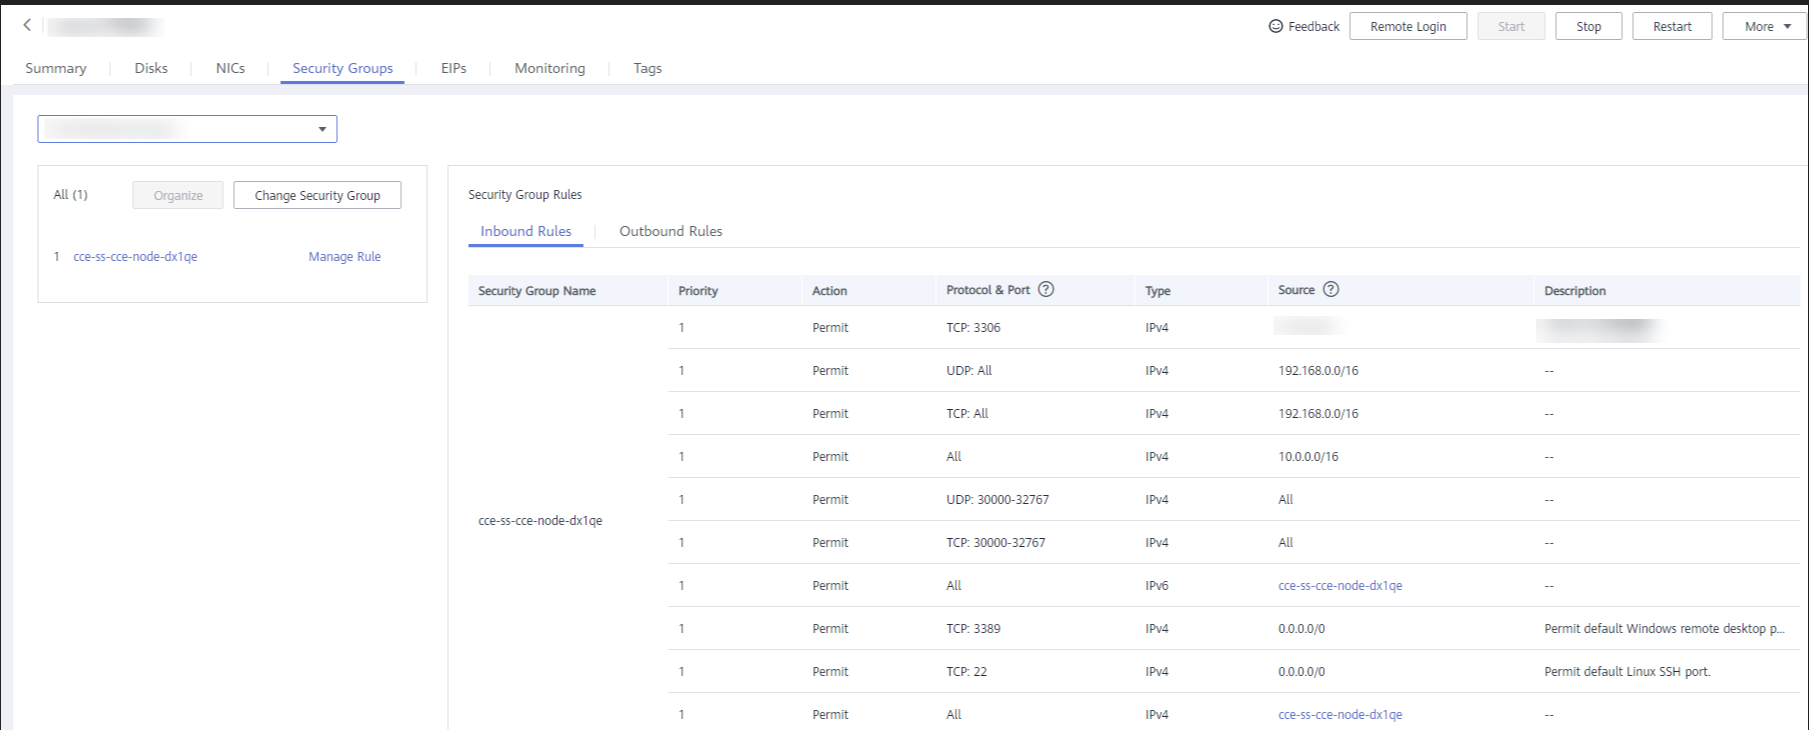 Feedback Remote Login Start Stop Restart More
Summary Disks NICs Security Groups EIPs Monitoring Tags
All (1) Organize Change Security Group
1 cce-ss-cce-node-dx1qe Manage Rule
Security Group Rules
Inbound Rules Outbound Rules
Security Group Name Priority Action Protocol & Port Type Source Description
1 Permit TCP: 3306 IPv4
1 Permit UDP: All IPv4 192.168.0.0/16 --
1 Permit TCP: All IPv4 192.168.0.0/16 --
1 Permit All IPv4 10.0.0.0/16 --
1 Permit UDP: 30000-32767 IPv4 All --
cce-ss-cce-node-dx1qe
1 Permit TCP: 30000-32767 IPv4 All --
1 Permit All IPv6 cce-ss-cce-node-dx1qe --
1 Permit TCP: 3389 IPv4 0.0.0.0/0 Permit default Windows remote desktop p...
1 Permit TCP: 22 IPv4 0.0.0.0/0 Permit default Linux SSH port.
1 Permit All IPv4 cce-ss-cce-node-dx1qe --